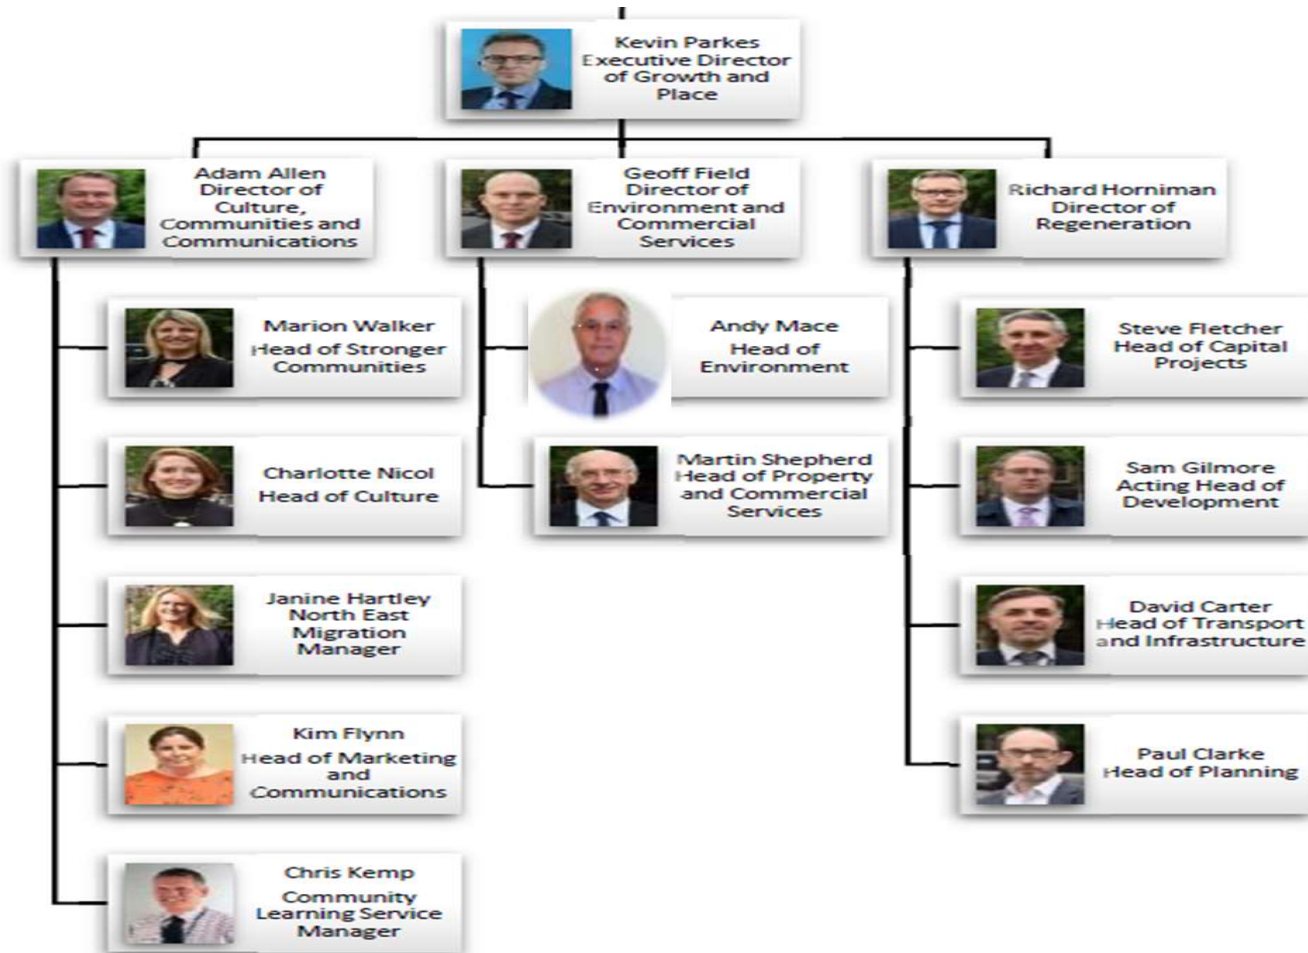 Kevin Parkes
Executive Director
of Growth and
Place
Adam Allen
Director of
Culture,
Communities and
Communications
Geoff Field
Director of
Environment and
Commercial
Services
Richard Horniman
Director of
Regeneration
Marion Walker
Head of Stronger
Communities
Andy Mace
Head of
Environment
Steve Fletcher
Head of Capital
Projects
Charlotte Nicol
Head of Culture
Martin Shepherd
Head of Property
and Commercial
Services
Sam Gilmore
Acting Head of
Development
Janine Hartley
North East
Migration
Manager
David Carter
Head of Transport
and Infrastructure
Kim Flynn
Head of Marketing
and
Communications
Paul Clarke
Head of Planning
Chris Kemp
Community
Learning Service
Manager